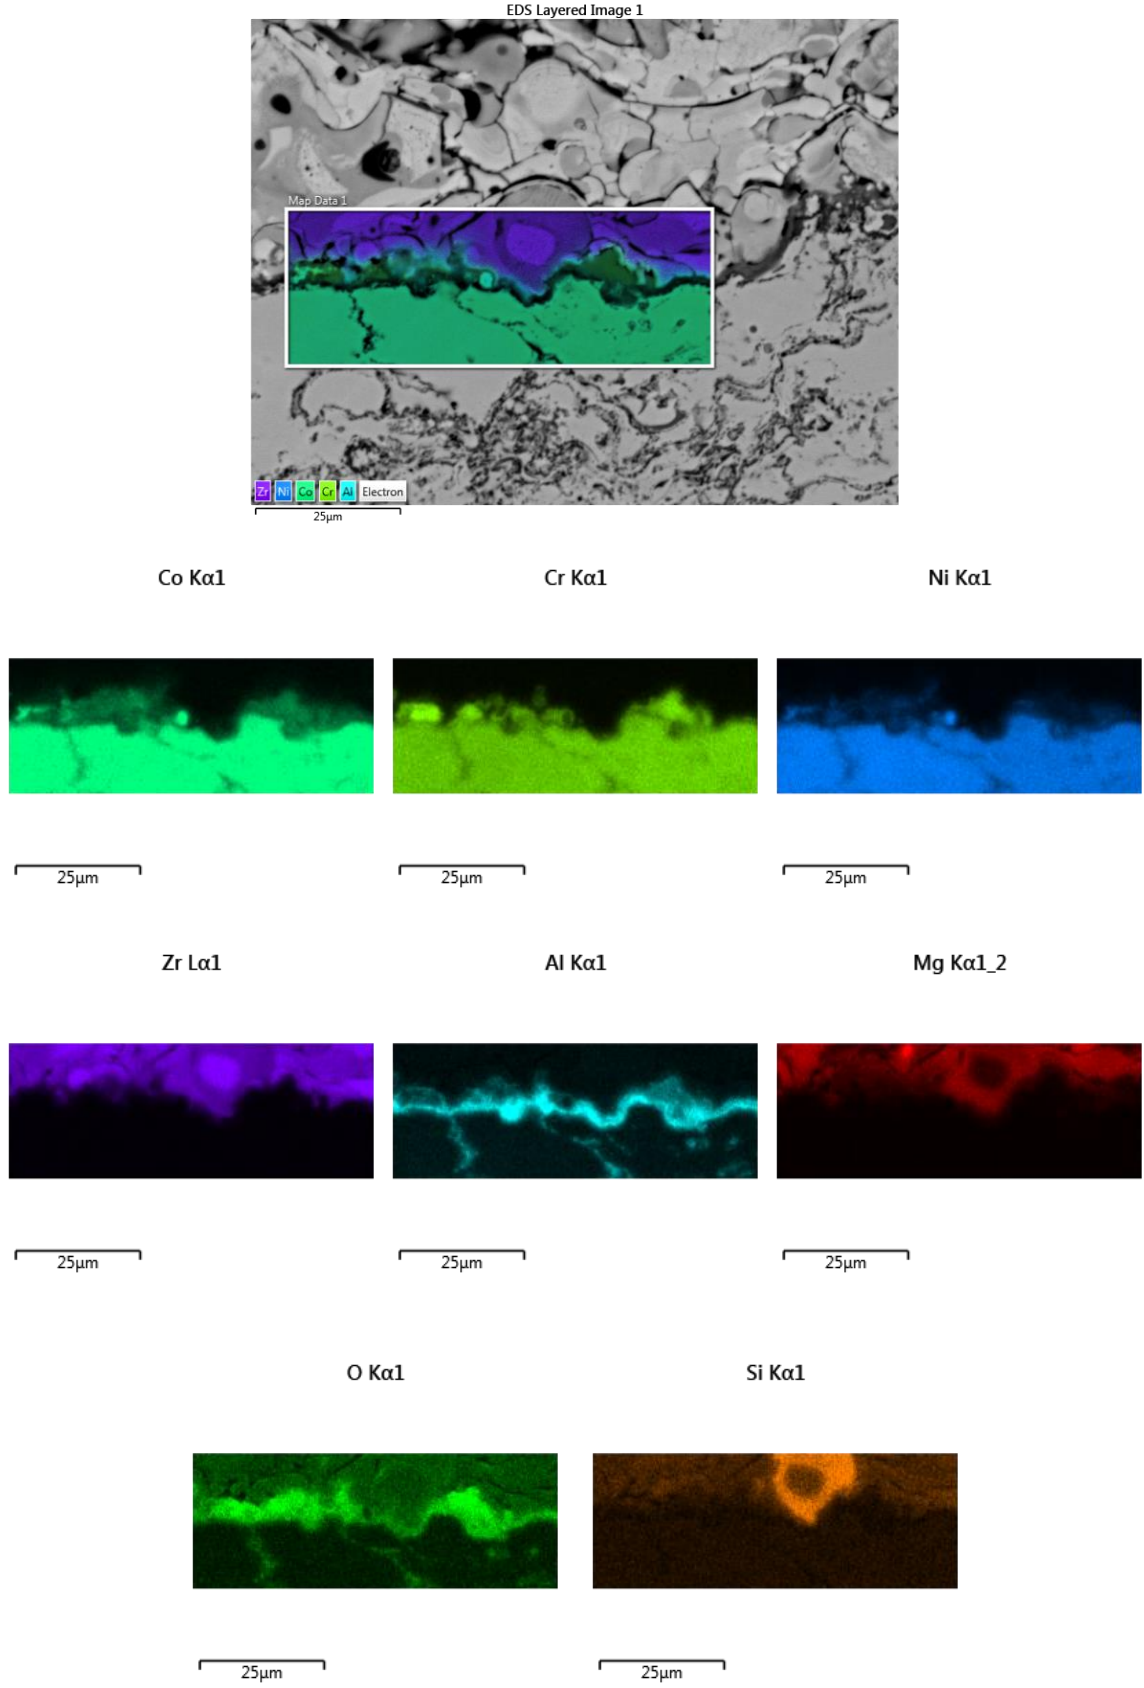 EDS Layered Image 1
Map Data 1
Zr Ni Co Cr Al Electron
25µm
Co Kα1 Cr Kα1 Ni Kα1
25µm 25µm 25µm
Zr Lα1 Al Kα1 Mg Kα1_2
25µm 25µm 25µm
O Kα1 Si Kα1
25µm 25µm